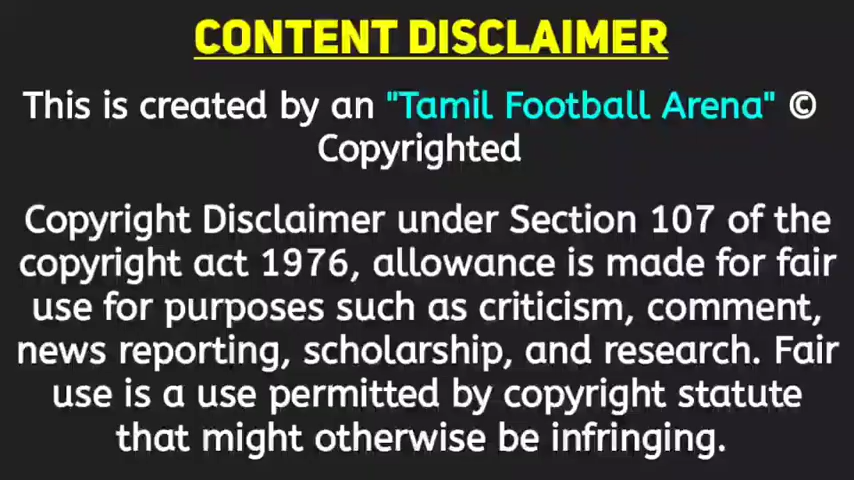 CONTENT DISCLAIMER
This is created by an "Tamil Football Arena" ©
Copyrighted
Copyright Disclaimer under Section 107 of the
copyright act 1976, allowance is made for fair
use for purposes such as criticism, comment,
news reporting, scholarship, and research. Fair
use is a use permitted by copyright statute
that might otherwise be infringing.